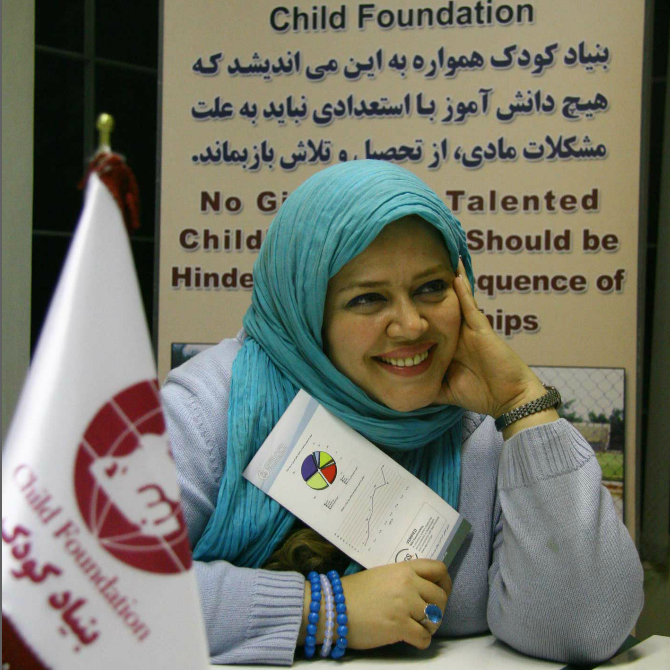 Child Foundation
بنیاد کودک همواره به این می اندیشد که
هیچ دانش آموز با استعدادی نباید به علت
مشکلات مادی، از تحصیل و تلاش بازبماند.
No Gi Talented
Child Should be
Hinde quence of
hips
Child Foundation
بنیاد کودک